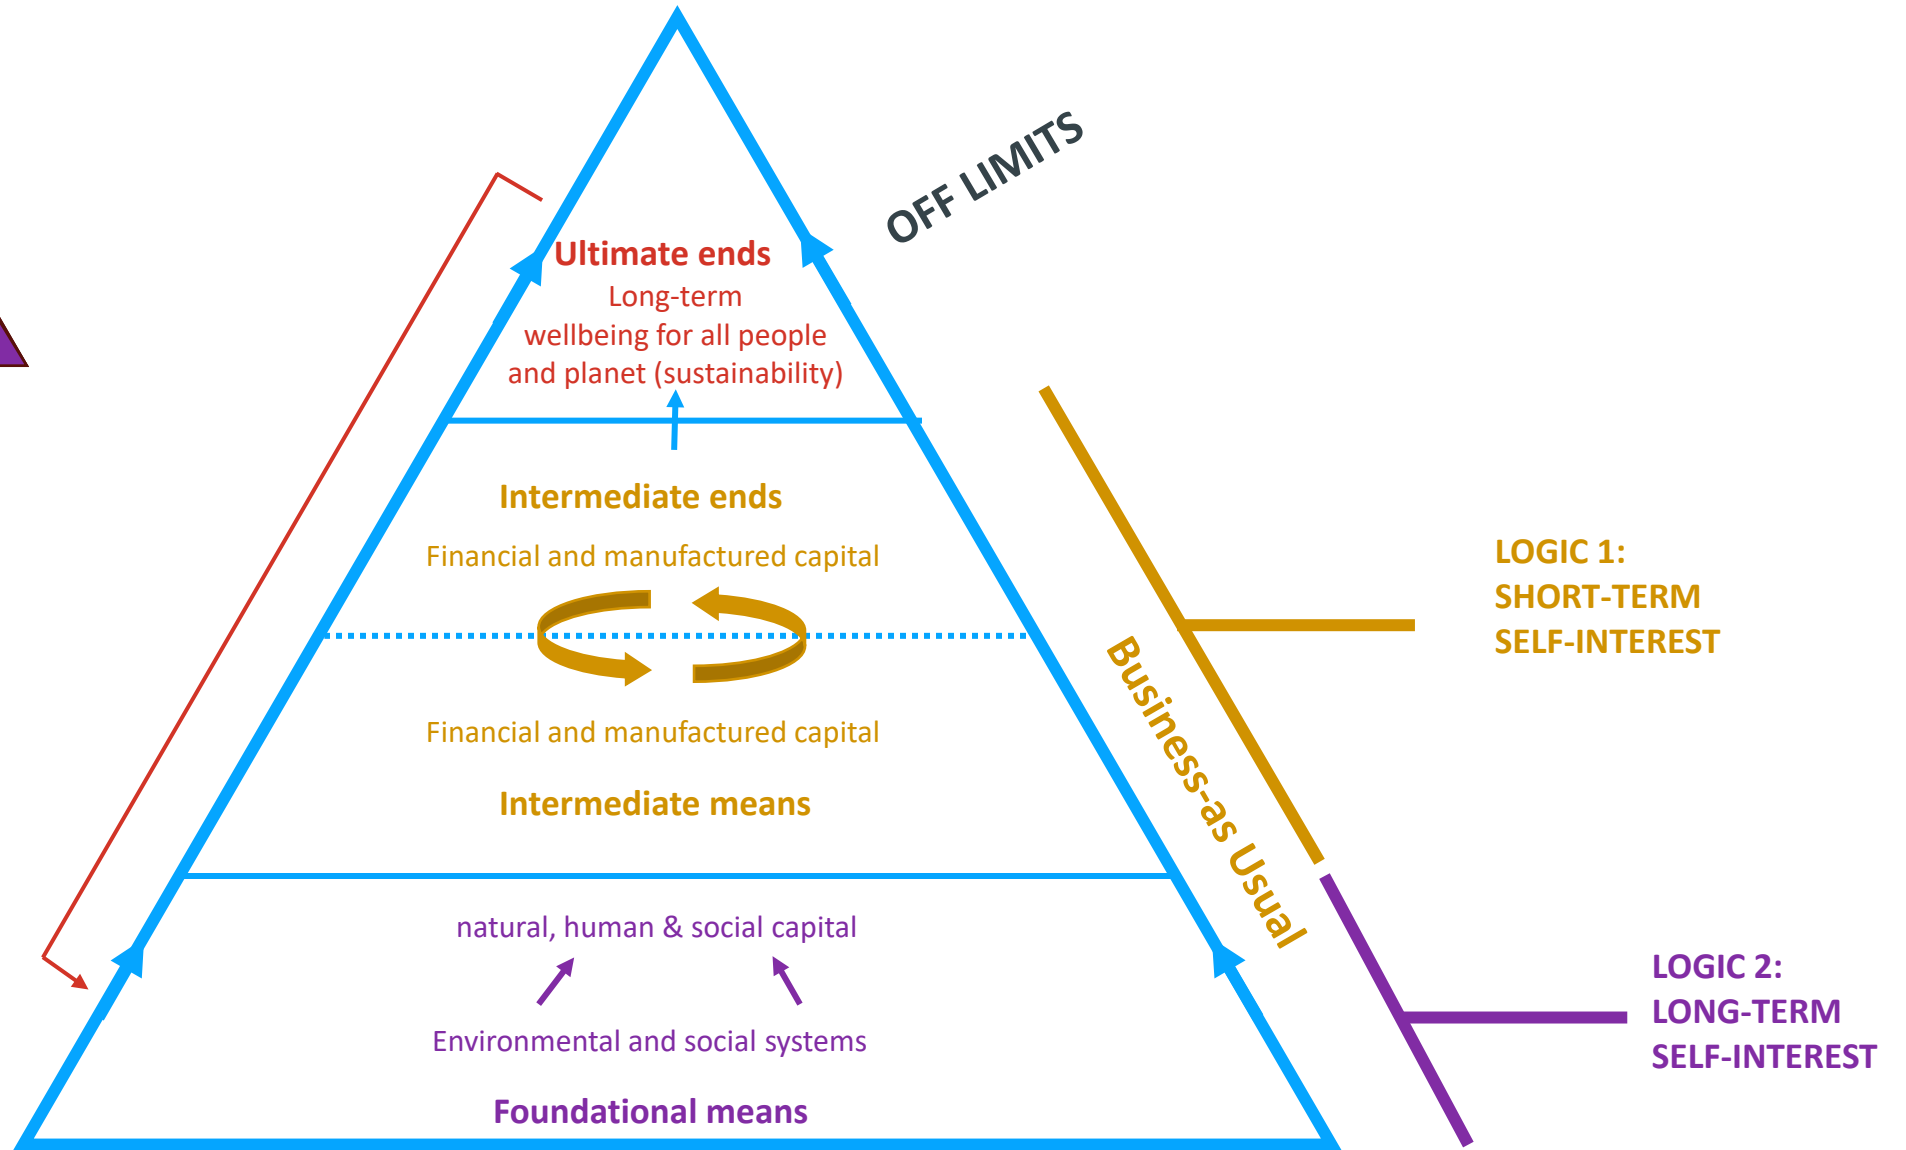 OFF LIMITS
Ultimate ends
Long-term
wellbeing for all people
and planet (sustainability)
Intermediate ends
Financial and manufactured capital
Financial and manufactured capital
Intermediate means
natural, human & social capital
Environmental and social systems
Foundational means
Business-as Usual
LOGIC 1:
SHORT-TERM
SELF-INTEREST
LOGIC 2:
LONG-TERM
SELF-INTEREST